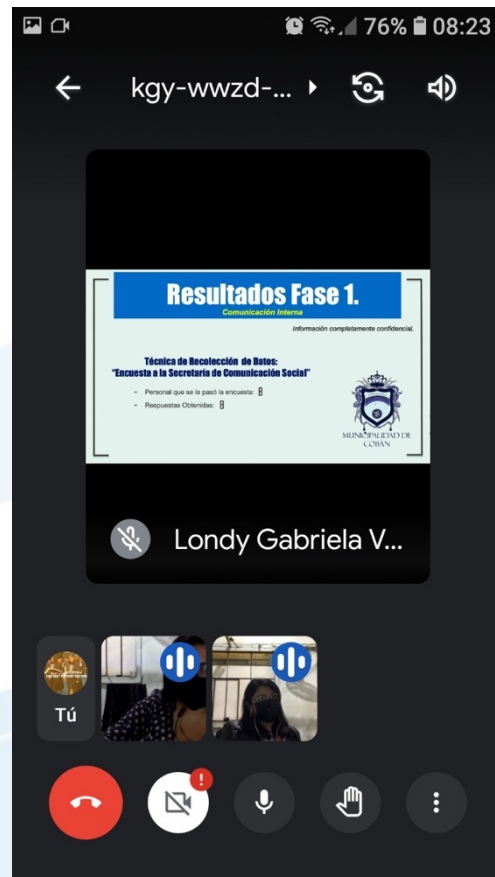 76% 08:23
kgy-wwzd-...
Resultados Fase 1.
Comunicación Interna
Información completamente confidencial.
Técnica de Recolección de Datos:
"Encuesta a la Secretaría de Comunicación Social"
- Personal que se le pasó la encuesta: 8
- Respuestas Obtenidas: 8
MUNICIPALIDAD DE
COBÁN
Londy Gabriela V...
Tú